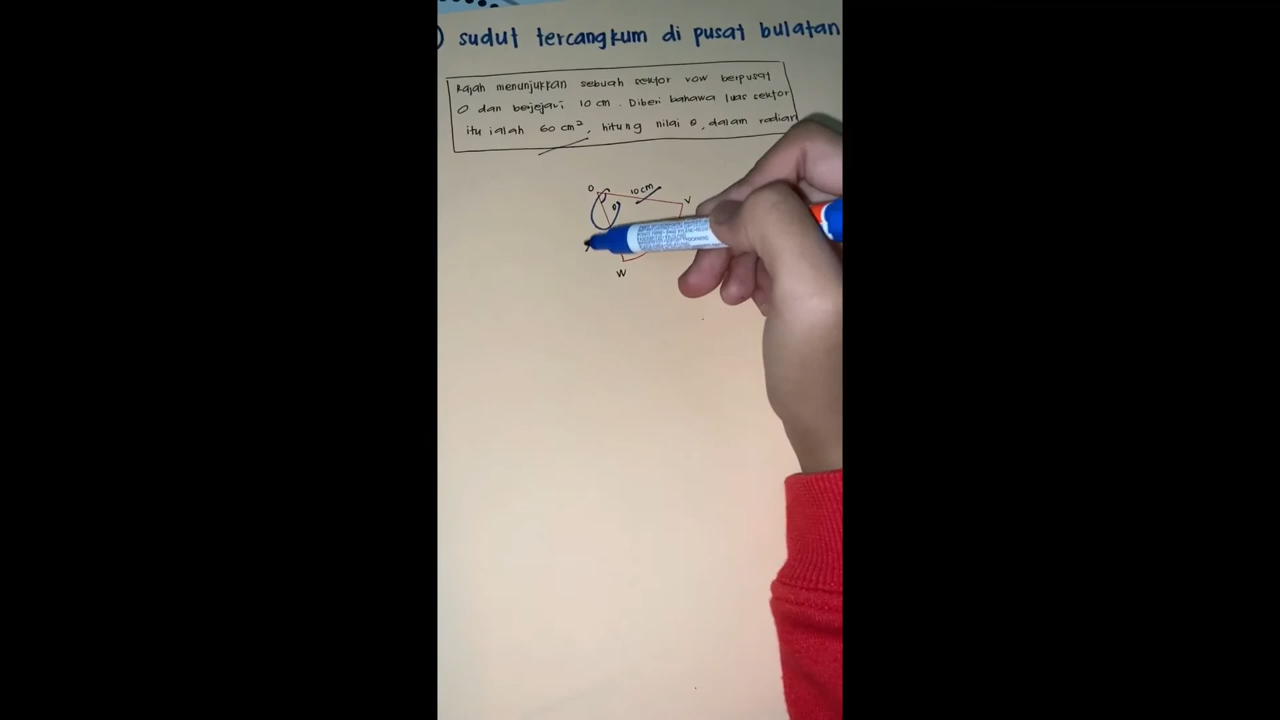 ) sudut tercangkum di pusat bulatan
Rajah menunjukkan sebuah sektor VOW berpusat
O dan berjejari 10 cm. Diberi bahawa luas sektor
itu ialah 60 cm², hitung nilai θ, dalam radian
O 10 cm V
θ
W